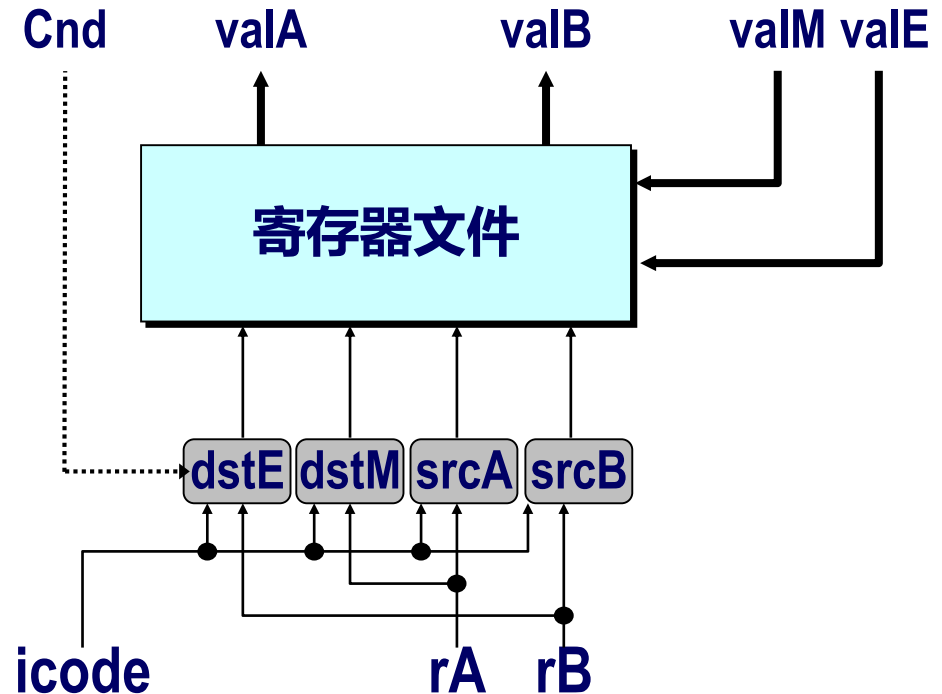 Cnd valA valB valM valE
寄存器文件
dstE dstM srcA srcB
icode rA rB